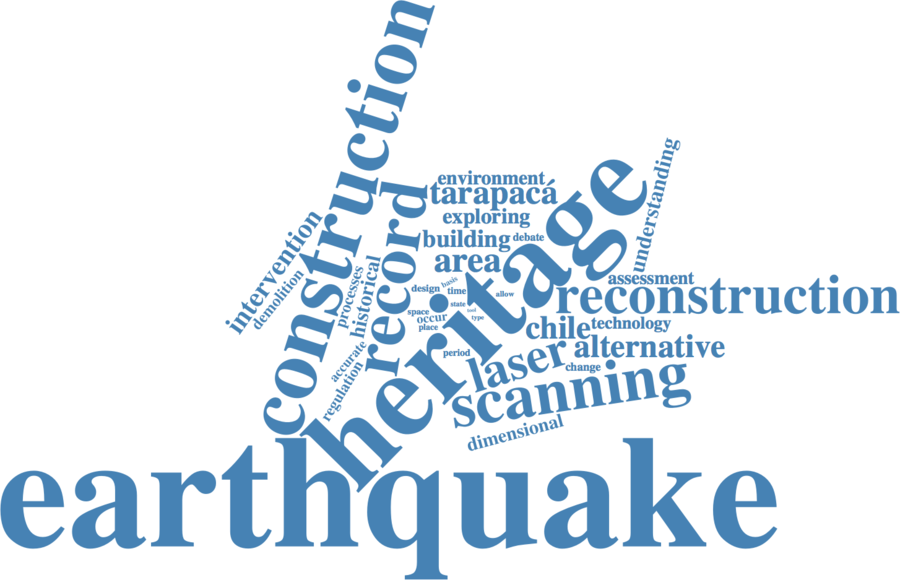 construction
environment
tarapacá
exploring
building
debate
area
heritage
understanding
record
intervention
demolition
processes
historical
accurate
regulation
design
basis
time
allow
space
state
tool
occur
type
place
period
assessment
reconstruction
chile
technology
laser
alternative
change
scanning
dimensional
earthquake